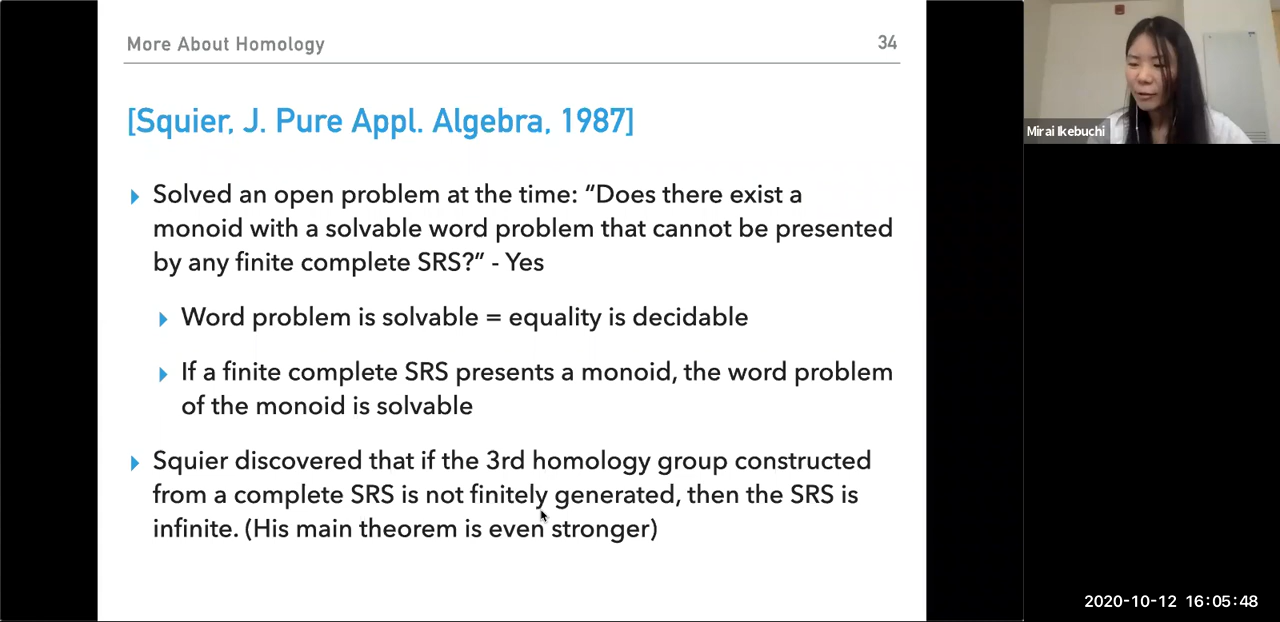 More About Homology
34
[Squier, J. Pure Appl. Algebra, 1987]
Solved an open problem at the time: “Does there exist a
monoid with a solvable word problem that cannot be presented
by any finite complete SRS?” - Yes
Word problem is solvable = equality is decidable
If a finite complete SRS presents a monoid, the word problem
of the monoid is solvable
Squier discovered that if the 3rd homology group constructed
from a complete SRS is not finitely generated, then the SRS is
infinite. (His main theorem is even stronger)
Mirai Ikebuchi
2020-10-12 16:05:48